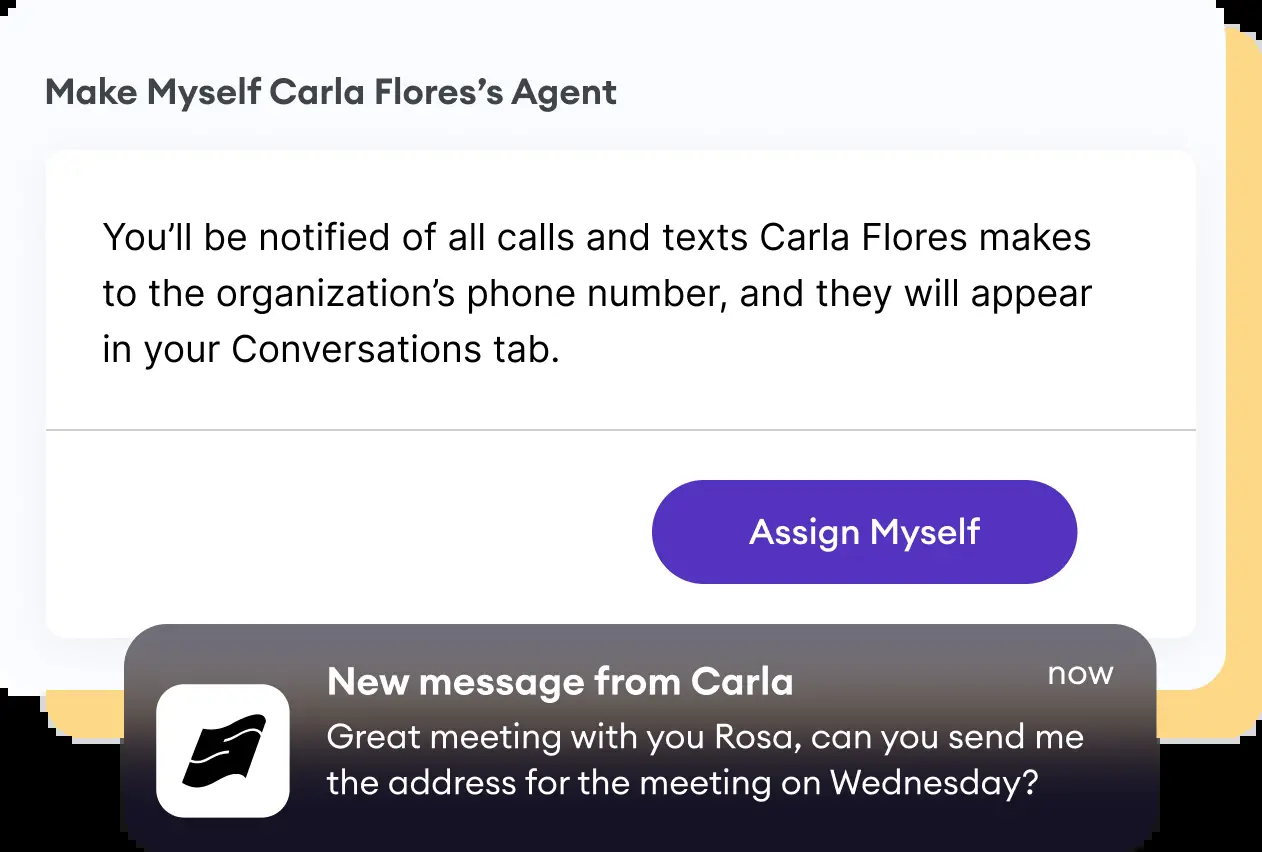 Make Myself Carla Flores’s Agent
You’ll be notified of all calls and texts Carla Flores makes
to the organization’s phone number, and they will appear
in your Conversations tab.
Assign Myself
New message from Carla
now
Great meeting with you Rosa, can you send me
the address for the meeting on Wednesday?